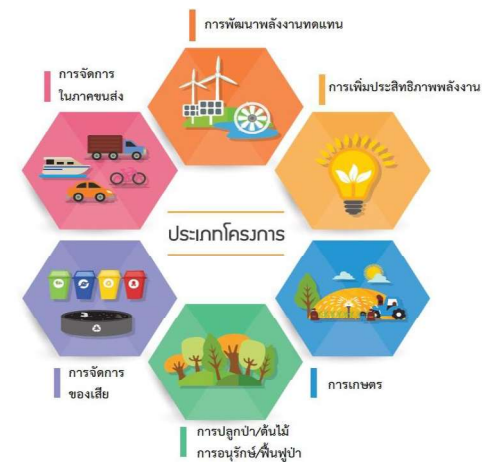 การพัฒนาพลังงานทดแทน
การจัดการ
ในภาคขนส่ง
การเพิ่มประสิทธิภาพพลังงาน
ประเภทโครงการ
การจัดการ
ของเสีย
การเกษตร
การปลูกป่า/ต้นไม้
การอนุรักษ์/ฟื้นฟูป่า